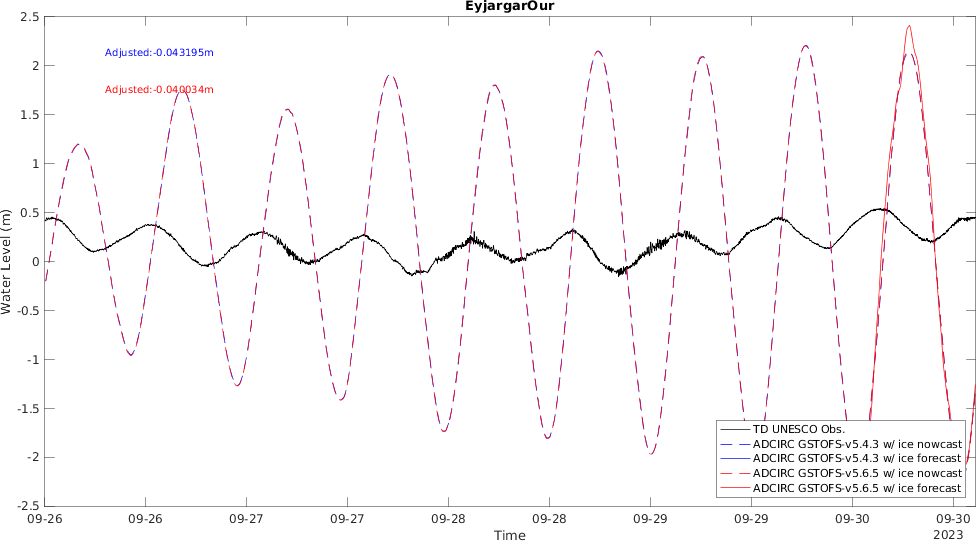 EyjargarOur
2.5
2
1.5
1
0.5
0
-0.5
-1
-1.5
-2
-2.5
Water Level (m)
Adjusted:-0.043195m
Adjusted:-0.040034m
TD UNESCO Obs.
ADCIRC GSTOFS-v5.4.3 w/ ice nowcast
ADCIRC GSTOFS-v5.4.3 w/ ice forecast
ADCIRC GSTOFS-v5.6.5 w/ ice nowcast
ADCIRC GSTOFS-v5.6.5 w/ ice forecast
09-26 09-26 09-27 09-27 09-28 09-28 09-29 09-29 09-30 09-30
2023
Time